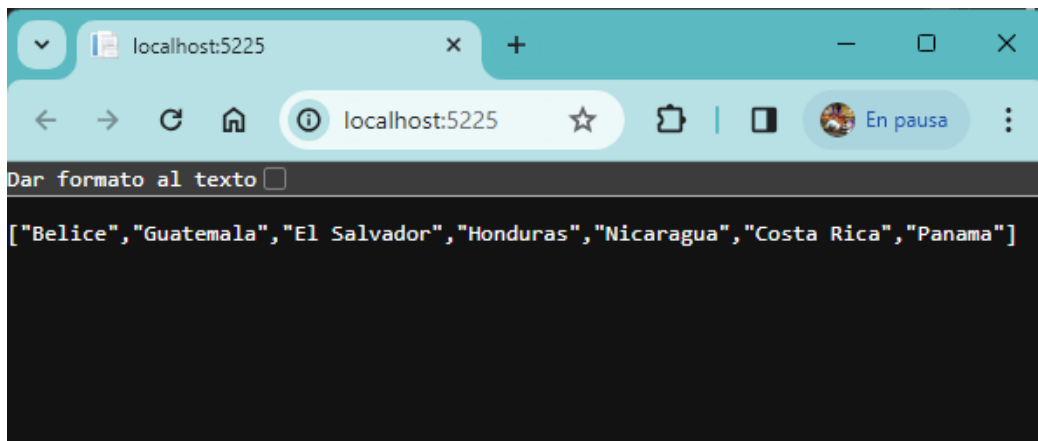 localhost:5225
localhost:5225
En pausa
Dar formato al texto
["Belice","Guatemala","El Salvador","Honduras","Nicaragua","Costa Rica","Panama"]